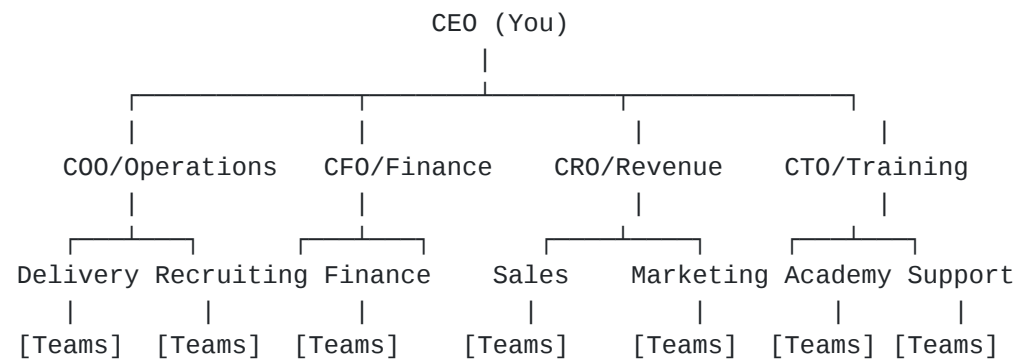 CEO (You)
COO/Operations CFO/Finance CRO/Revenue CTO/Training
Delivery Recruiting Finance Sales Marketing Academy Support
[Teams] [Teams] [Teams] [Teams] [Teams] [Teams] [Teams]